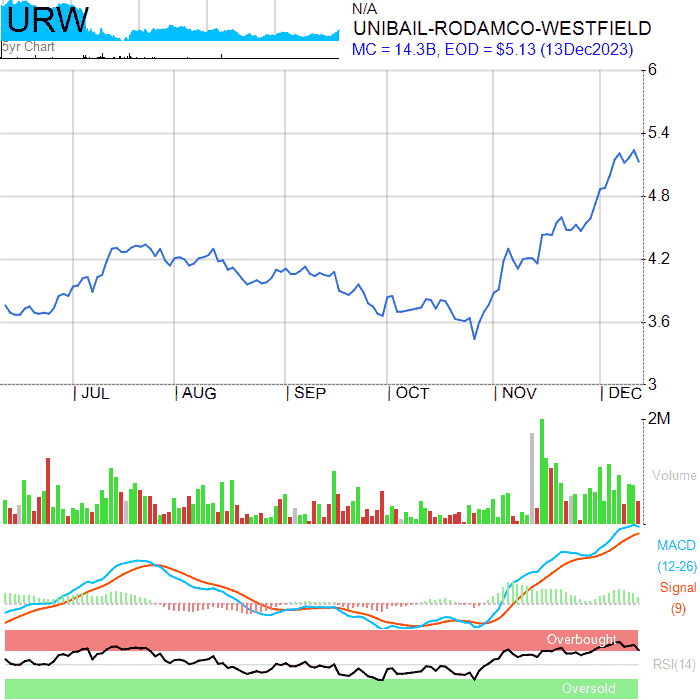 URW
5yr Chart
N/A
UNIBAIL-RODAMCO-WESTFIELD
MC = 14.3B, EOD = $5.13 (13Dec2023)
6
5.4
4.8
4.2
3.6
3
| JUL | AUG | SEP | OCT | NOV | DEC
2M
Volume
MACD
(12-26)
Signal
(9)
Overbought
RSI(14)
Oversold